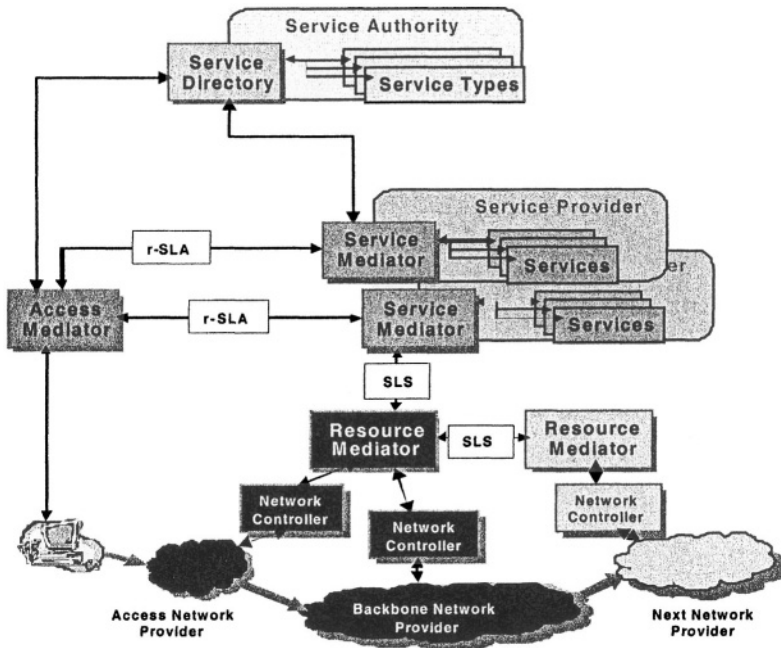 Service Authority
Service
Directory
Service Types
Service Provider
r-SLA
Service
Mediator
Services
Access
Mediator
r-SLA
Service
Mediator
Services
SLS
Resource
Mediator
SLS
Resource
Mediator
Network
Controller
Network
Controller
Network
Controller
Access Network
Provider
Backbone Network
Provider
Next Network
Provider